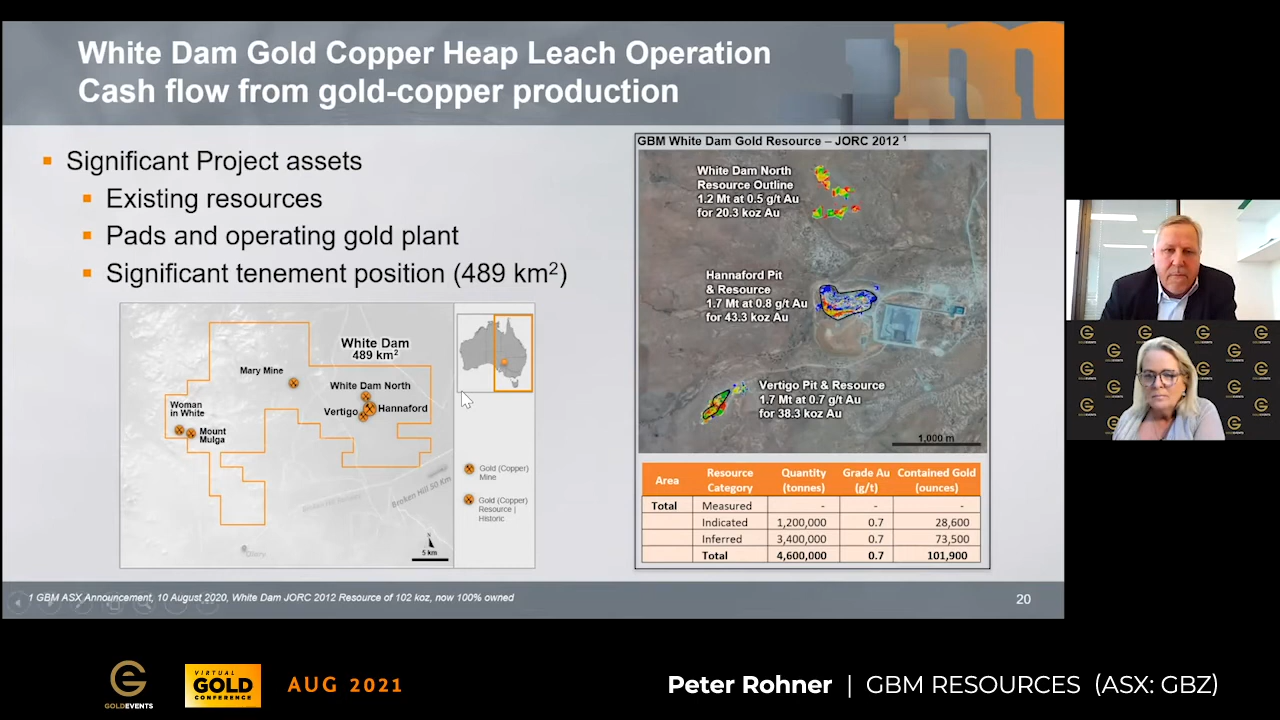 White Dam Gold Copper Heap Leach Operation
Cash flow from gold-copper production
Significant Project assets
Existing resources
Pads and operating gold plant
Significant tenement position (489 km²)
White Dam
489 km²
Mary Mine
White Dam North
Vertigo
Hannaford
Woman
in White
Mount
Mulga
Broken Hill 50 Km
N
5 km
Gold (Copper)
Mine
Gold (Copper)
Resource |
Historic
GBM White Dam Gold Resource – JORC 2012 ¹
White Dam North
Resource Outline
1.2 Mt at 0.5 g/t Au
for 20.3 koz Au
Hannaford Pit
& Resource
1.7 Mt at 0.8 g/t Au
for 43.3 koz Au
Vertigo Pit & Resource
1.7 Mt at 0.7 g/t Au
for 38.3 koz Au
1,000 m
Area Resource Category Quantity (tonnes) Grade Au (g/t) Contained Gold (ounces)
Total Measured - - -
Indicated 1,200,000 0.7 28,600
Inferred 3,400,000 0.7 73,500
Total 4,600,000 0.7 101,900
1 GBM ASX Announcement, 10 August 2020, White Dam JORC 2012 Resource of 102 koz, now 100% owned
20
GOLDEVENTS
VIRTUAL
GOLD
CONFERENCE
AUG 2021
Peter Rohner | GBM RESOURCES (ASX: GBZ)